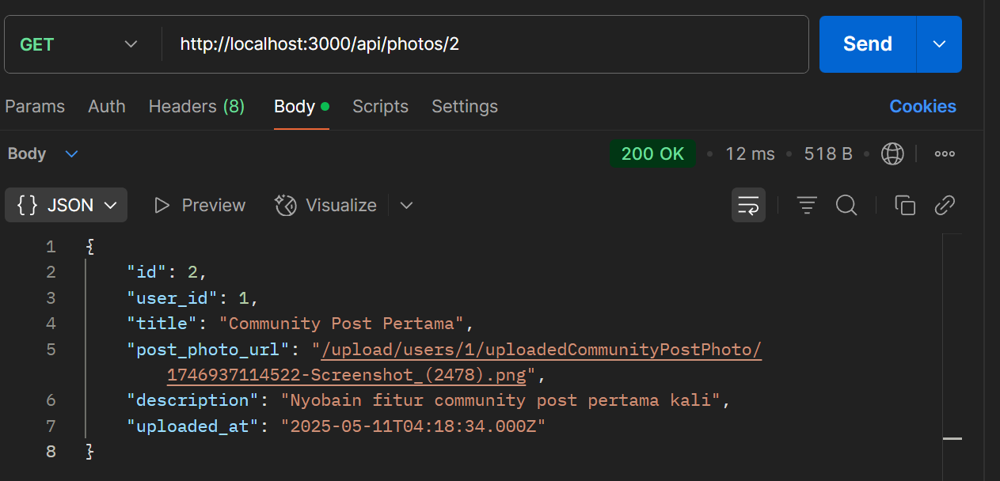 GET http://localhost:3000/api/photos/2 Send
Params Auth Headers (8) Body Scripts Settings Cookies
Body 200 OK 12 ms 518 B
{ } JSON Preview Visualize
1 {
2 "id": 2,
3 "user_id": 1,
4 "title": "Community Post Pertama",
5 "post_photo_url": "/upload/users/1/uploadedCommunityPostPhoto/
1746937114522-Screenshot_(2478).png",
6 "description": "Nyobain fitur community post pertama kali",
7 "uploaded_at": "2025-05-11T04:18:34.000Z"
8 }